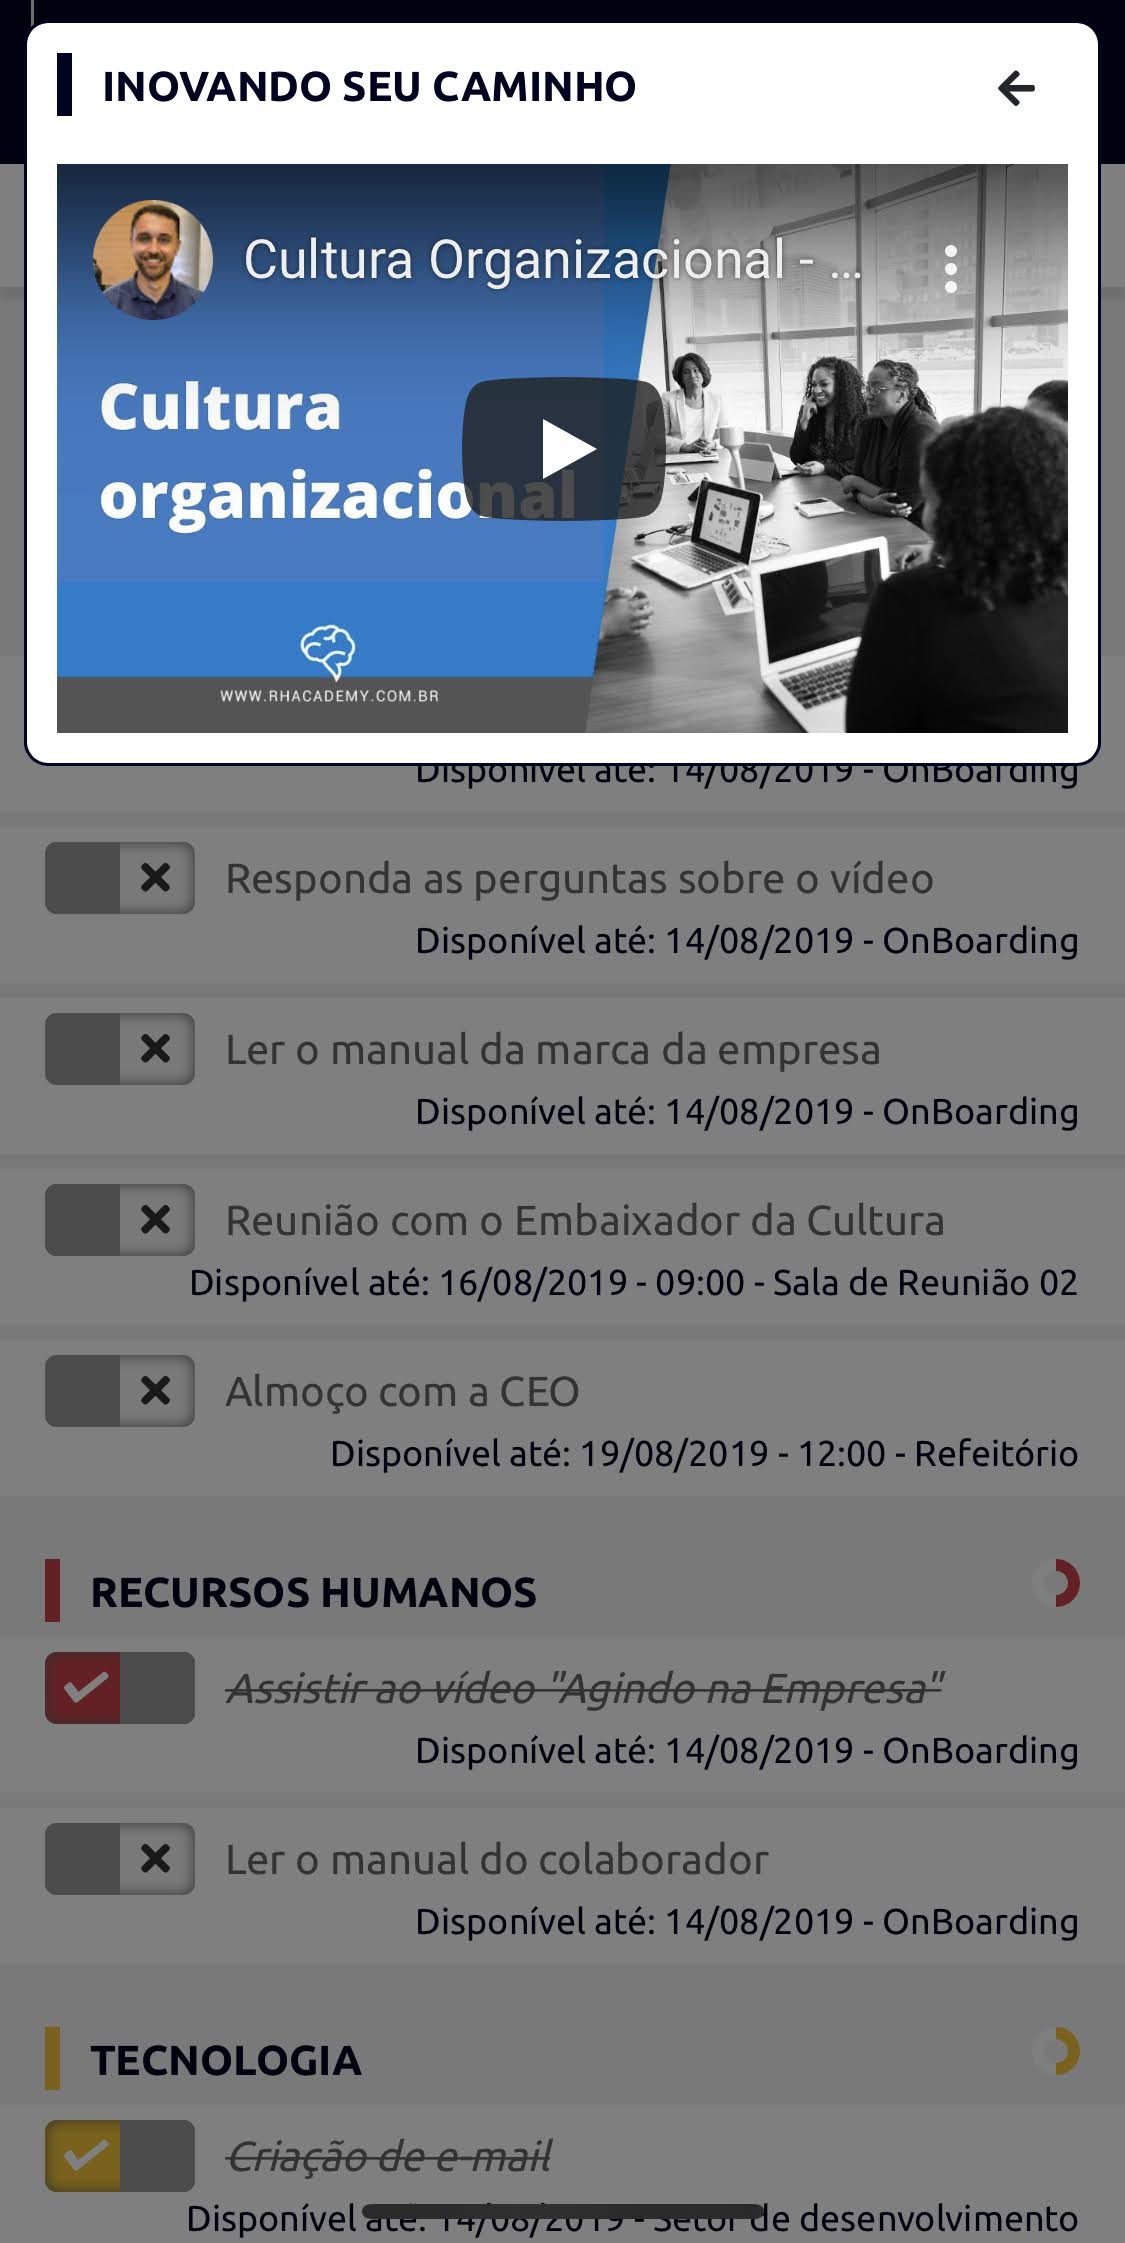 INOVANDO SEU CAMINHO
Cultura Organizacional - ...
Cultura
organizacional
WWW.RHACADEMY.COM.BR
Disponível até: 14/08/2019 - OnBoarding
Responda as perguntas sobre o vídeo
Disponível até: 14/08/2019 - OnBoarding
Ler o manual da marca da empresa
Disponível até: 14/08/2019 - OnBoarding
Reunião com o Embaixador da Cultura
Disponível até: 16/08/2019 - 09:00 - Sala de Reunião 02
Almoço com a CEO
Disponível até: 19/08/2019 - 12:00 - Refeitório
RECURSOS HUMANOS
Assistir ao vídeo "Agindo na Empresa"
Disponível até: 14/08/2019 - OnBoarding
Ler o manual do colaborador
Disponível até: 14/08/2019 - OnBoarding
TECNOLOGIA
Criação de e-mail
Disponível até: 14/08/2019 - Setor de desenvolvimento